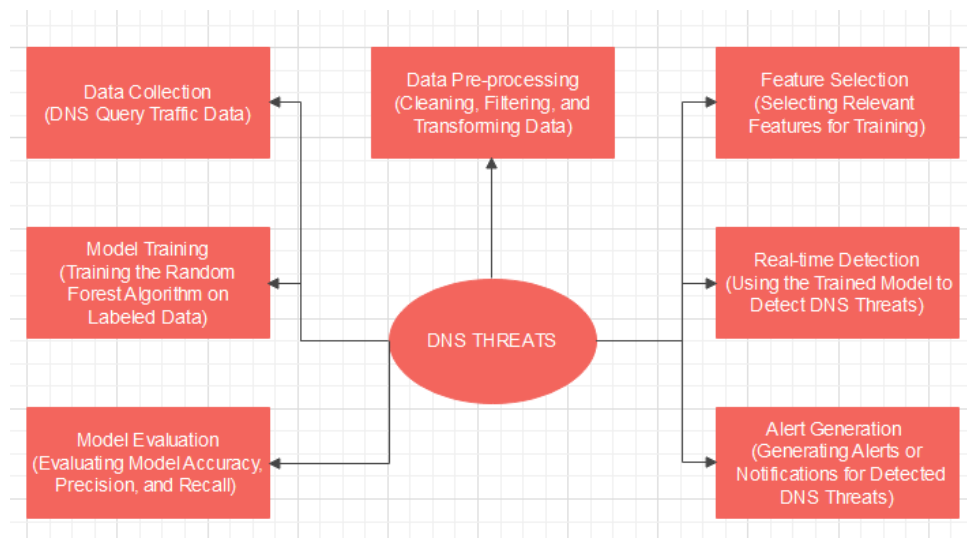 Data Collection
(DNS Query Traffic Data)
Data Pre-processing
(Cleaning, Filtering, and
Transforming Data)
Feature Selection
(Selecting Relevant
Features for Training)
Model Training
(Training the Random
Forest Algorithm on
Labeled Data)
Real-time Detection
(Using the Trained Model to
Detect DNS Threats)
DNS THREATS
Model Evaluation
(Evaluating Model Accuracy,
Precision, and Recall)
Alert Generation
(Generating Alerts or
Notifications for Detected
DNS Threats)